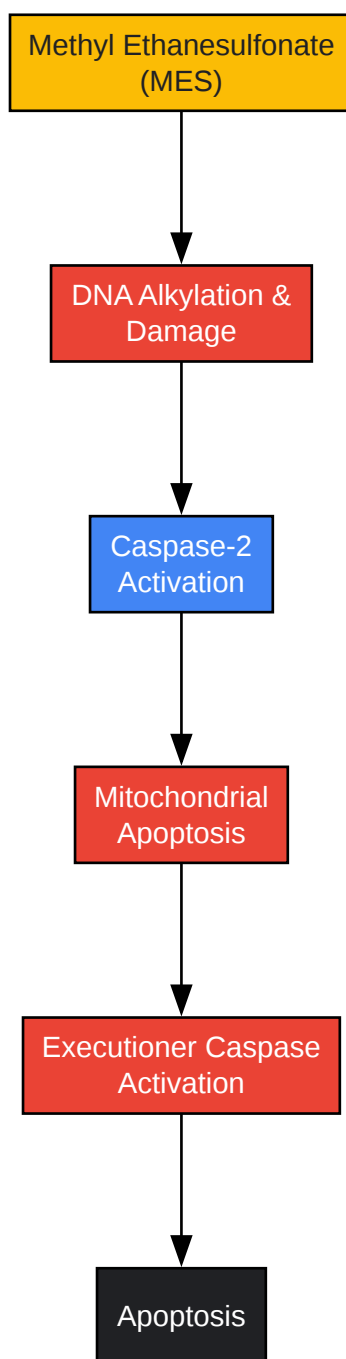 Methyl Ethanesulfonate
(MES)
DNA Alkylation &
Damage
Caspase-2
Activation
Mitochondrial
Apoptosis
Executioner Caspase
Activation
Apoptosis